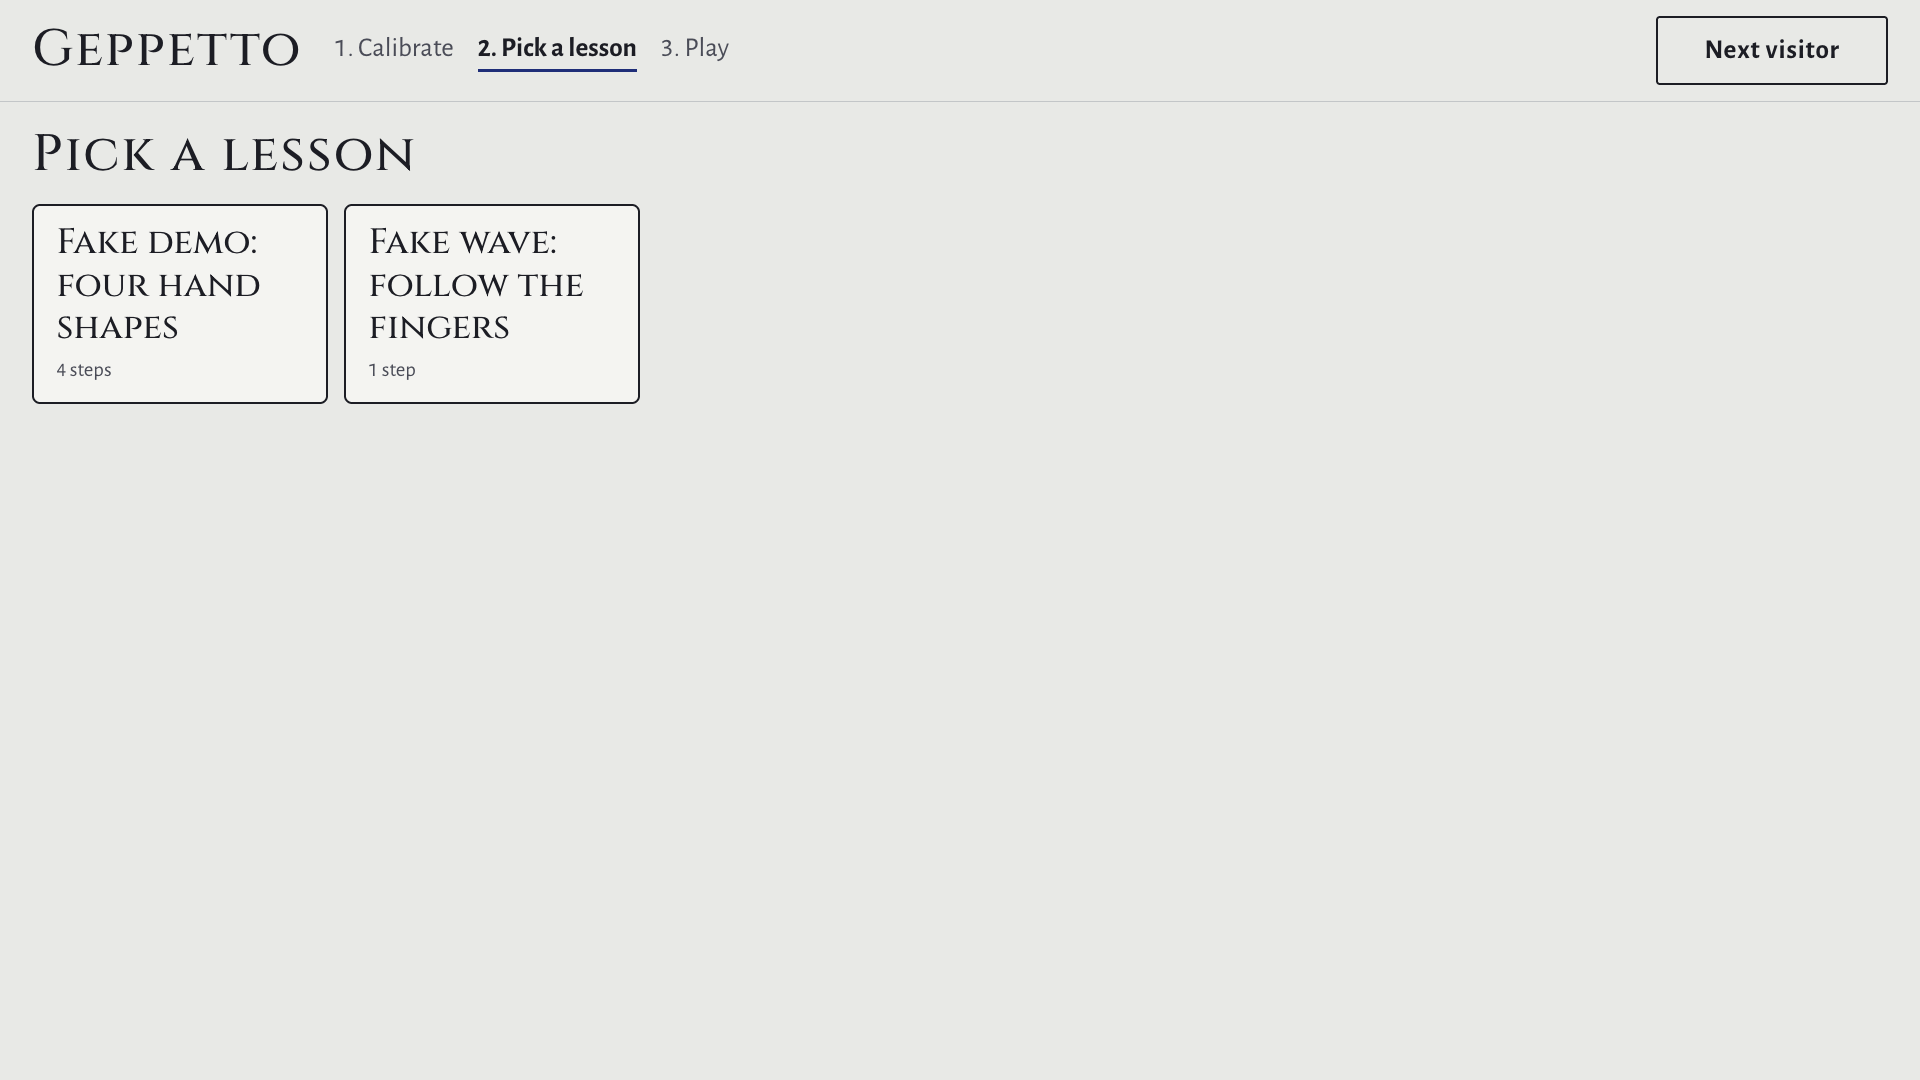 Geppetto
1. Calibrate
2. Pick a lesson
3. Play
Next visitor
Pick a lesson
Fake demo:
four hand
shapes
4 steps
Fake wave:
follow the
fingers
1 step